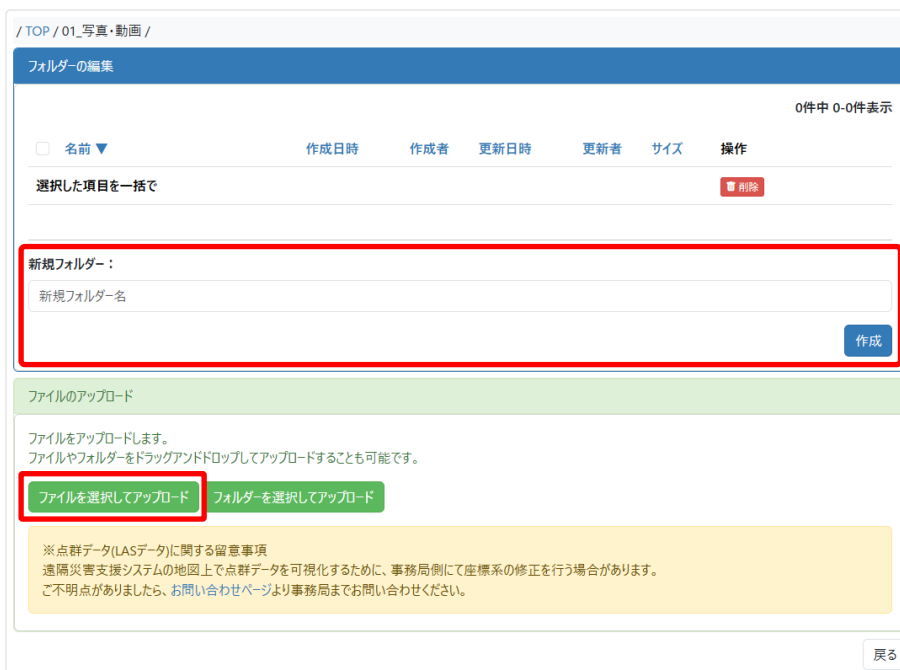 / TOP / 01_写真・動画 /
フォルダーの編集
0件中 0-0件表示
名前▼ 作成日時 作成者 更新日時 更新者 サイズ 操作
選択した項目を一括で 削除
新規フォルダー：
新規フォルダー名
作成
ファイルのアップロード
ファイルをアップロードします。
ファイルやフォルダーをドラッグアンドドロップしてアップロードすることも可能です。
ファイルを選択してアップロード フォルダーを選択してアップロード
※点群データ(LASデータ)に関する留意事項
遠隔災害支援システムの地図上で点群データを可視化するために、事務局側にて座標系の修正を行う場合があります。
ご不明点がありましたら、お問い合わせページより事務局までお問い合わせください。
戻る